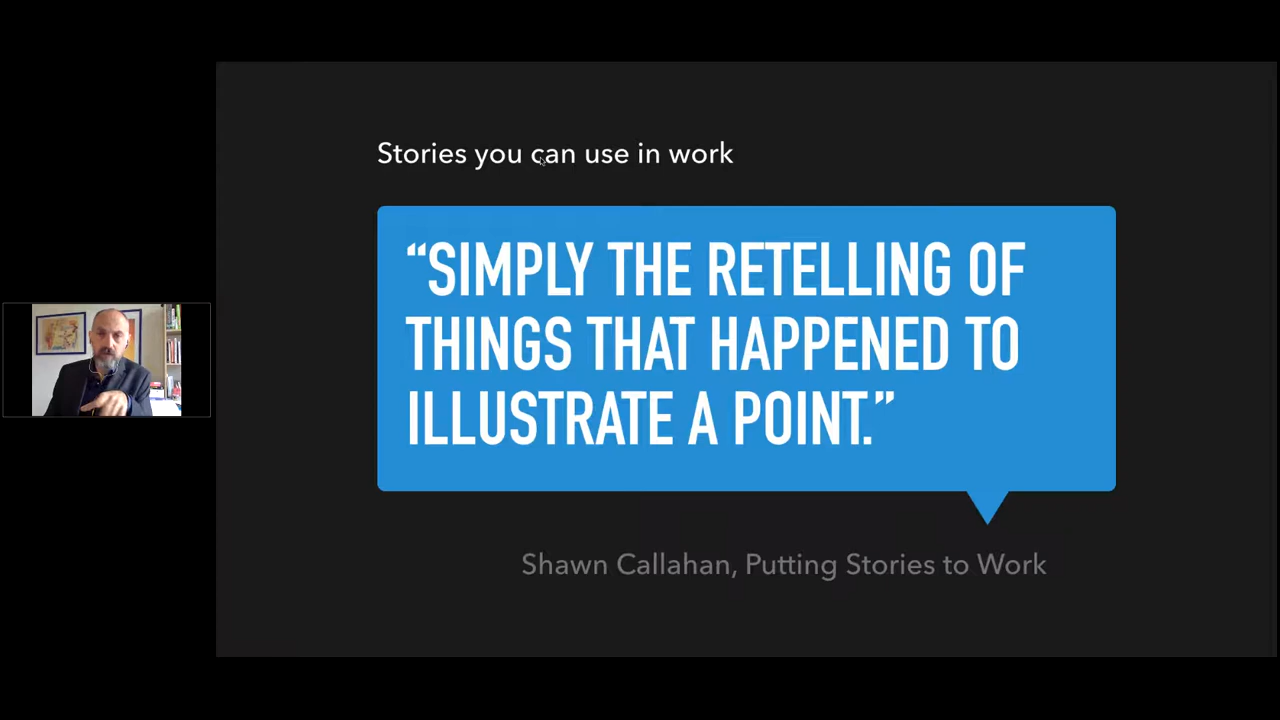 Stories you can use in work
“SIMPLY THE RETELLING OF
THINGS THAT HAPPENED TO
ILLUSTRATE A POINT.”
Shawn Callahan, Putting Stories to Work